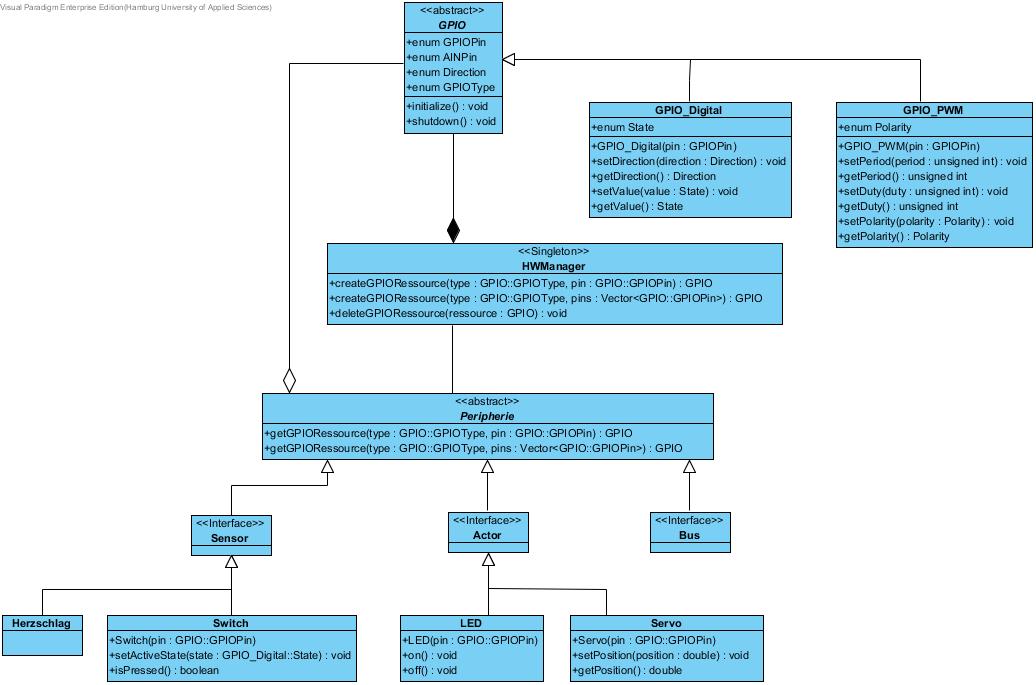 Visual Paradigm Enterprise Edition(Hamburg University of Applied Sciences)
<<abstract>>
GPIO
+enum GPIOPin
+enum AINPin
+enum Direction
+enum GPIOType
+initialize() : void
+shutdown() : void
GPIO_Digital
+enum State
+GPIO_Digital(pin : GPIOPin)
+setDirection(direction : Direction) : void
+getDirection() : Direction
+setValue(value : State) : void
+getValue() : State
GPIO_PWM
+enum Polarity
+GPIO_PWM(pin : GPIOPin)
+setPeriod(period : unsigned int) : void
+getPeriod() : unsigned int
+setDuty(duty : unsigned int) : void
+getDuty() : unsigned int
+setPolarity(polarity : Polarity) : void
+getPolarity() : Polarity
<<Singleton>>
HWManager
+createGPIORessource(type : GPIO::GPIOType, pin : GPIO::GPIOPin) : GPIO
+createGPIORessource(type : GPIO::GPIOType, pins : Vector<GPIO::GPIOPin>) : GPIO
+deleteGPIORessource(ressource : GPIO) : void
<<abstract>>
Peripherie
+getGPIORessource(type : GPIO::GPIOType, pin : GPIO::GPIOPin) : GPIO
+getGPIORessource(type : GPIO::GPIOType, pins : Vector<GPIO::GPIOPin>) : GPIO
<<Interface>>
Sensor
<<Interface>>
Actor
<<Interface>>
Bus
Herzschlag
Switch
+Switch(pin : GPIO::GPIOPin)
+setActiveState(state : GPIO_Digital::State) : void
+isPressed() : boolean
LED
+LED(pin : GPIO::GPIOPin)
+on() : void
+off() : void
Servo
+Servo(pin : GPIO::GPIOPin)
+setPosition(position : double) : void
+getPosition() : double